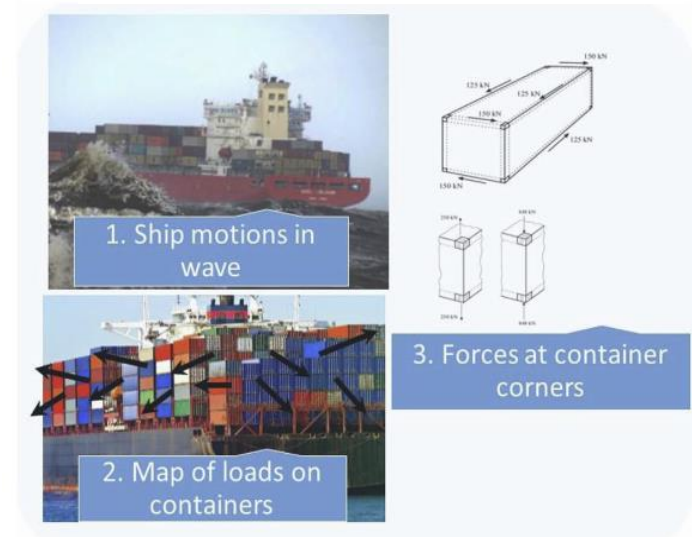 1. Ship motions in
wave
2. Map of loads on
containers
150 kN
125 kN
125 kN
150 kN
125 kN
150 kN
3. Forces at container
corners